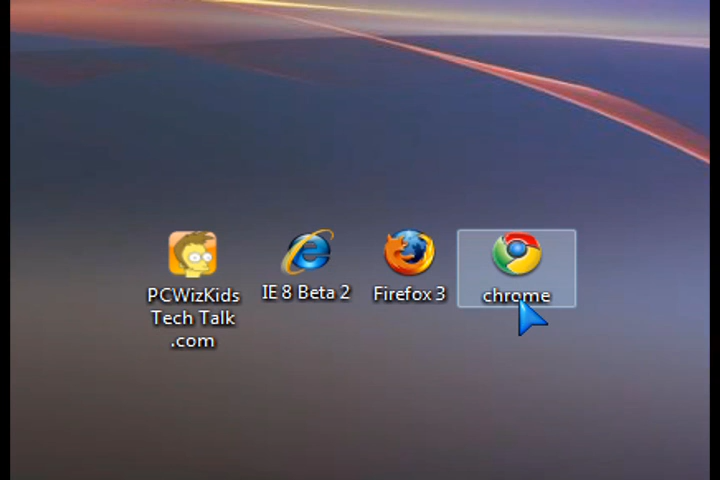 PCWizKids
Tech Talk
.com
IE 8 Beta 2
Firefox 3
chrome